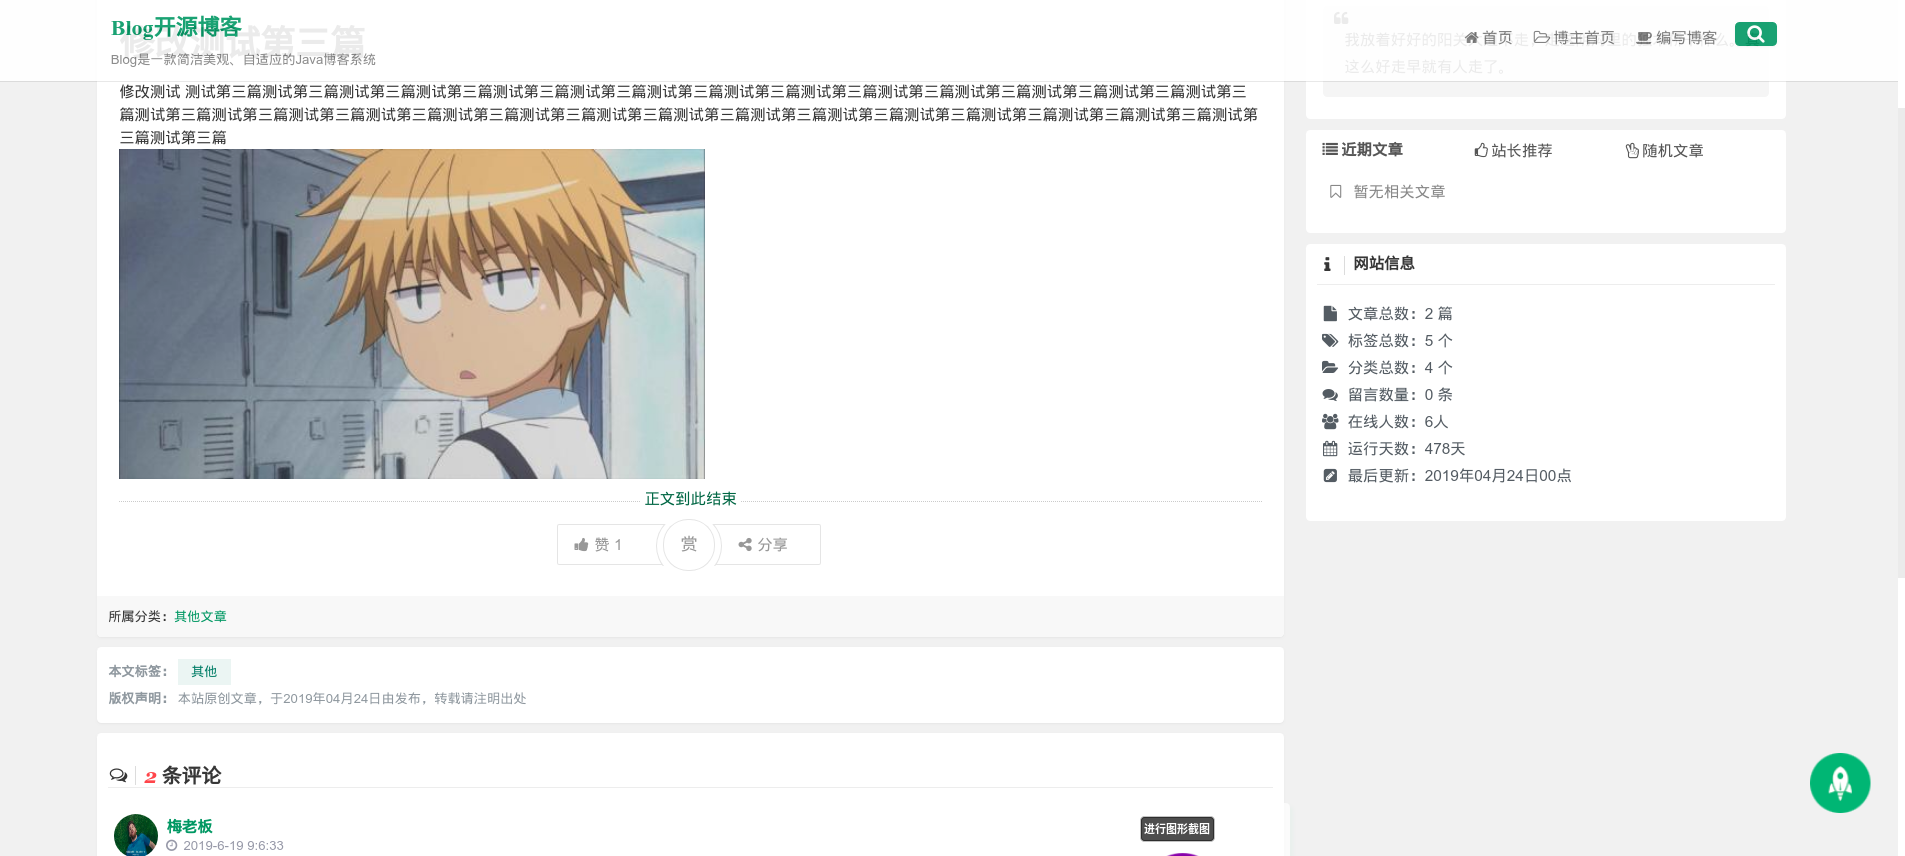 Blog开源博客
修改测试第三篇
Blog是一款简洁美观、自适应的Java博客系统
首页
博主首页
编写博客
我放着好好的阳关
走
里的
么。
这么好走早就有人走了。
修改测试 测试第三篇测试第三篇测试第三篇测试第三篇测试第三篇测试第三篇测试第三篇测试第三篇测试第三篇测试第三篇测试第三篇测试第三篇测试第三篇测试第三
篇测试第三篇测试第三篇测试第三篇测试第三篇测试第三篇测试第三篇测试第三篇测试第三篇测试第三篇测试第三篇测试第三篇测试第三篇测试第三篇测试第三篇测试第
三篇测试第三篇
正文到此结束
赞 1
赏
分享
所属分类：其他文章
本文标签： 其他
版权声明： 本站原创文章，于2019年04月24日由发布，转载请注明出处
2 条评论
梅老板
2019-6-19 9:6:33
进行图形截图
近期文章
站长推荐
随机文章
暂无相关文章
网站信息
文章总数：2 篇
标签总数：5 个
分类总数：4 个
留言数量：0 条
在线人数：6人
运行天数：478天
最后更新：2019年04月24日00点